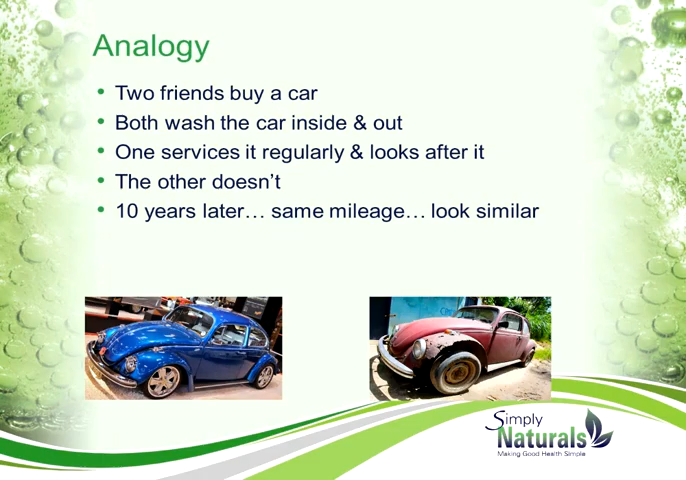 Analogy
• Two friends buy a car
• Both wash the car inside & out
• One services it regularly & looks after it
• The other doesn't
• 10 years later… same mileage… look similar
Simply
Naturals
Making Good Health Simple